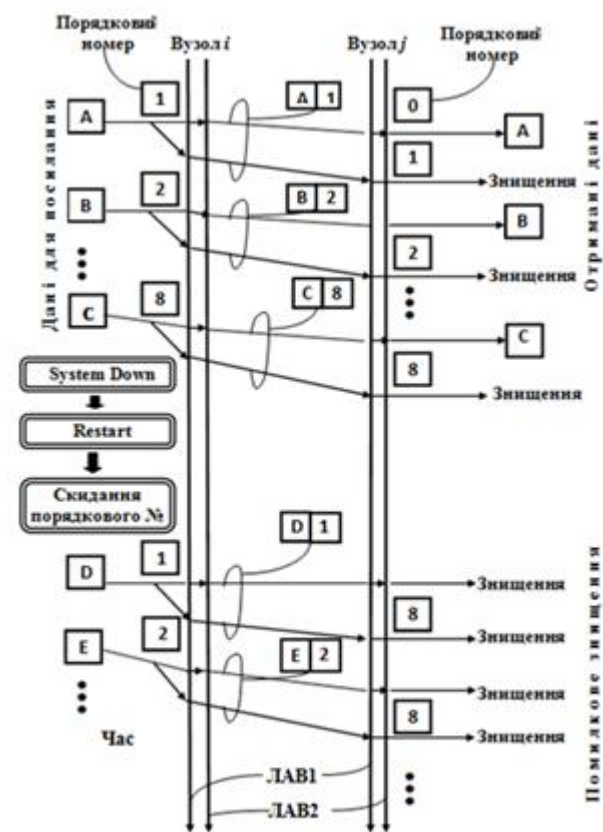 Порядковий
номер
Вузол i
Вузол j
Порядковий
номер
Дані для посилання
Отримані дані
1
A 1
0
A
A
1
Знищення
2
B 2
B
B
2
Знищення
C 8
8
C
C
System Down
8
Знищення
Restart
Скидання
порядкового №
D 1
1
D
Знищення
8
Знищення
2
E 2
E
Знищення
8
Знищення
Помилкове знищення
Час
ЛАВ1
ЛАВ2